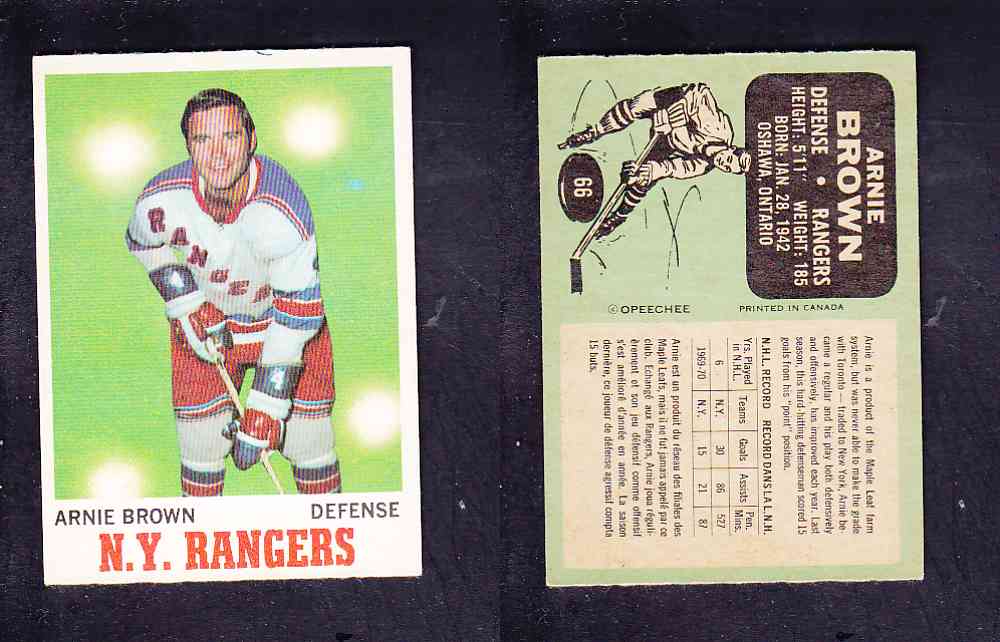 RANGERS
4
4
ARNIE BROWN
DEFENSE
N.Y. RANGERS
ARNIE
BROWN
DEFENSE • RANGERS
HEIGHT: 5'11" WEIGHT: 185
BORN: JAN. 28, 1942
OSHAWA, ONTARIO
66
© OPEECHEE
PRINTED IN CANADA
Arnie is a product of the Maple Leaf farm
system, but was never able to make the grade
with Toronto — traded to New York Arnie be-
came a regular and his play both defensively
and offensively, has improved each year. Last
season, this hard-hitting defenseman scored 15
goals from his "point" position.
N.H.L. RECORD RECORD DANS LA L.N.H.
Yrs. Played in N.H.L. Teams Goals Assists Pen. Mins.
6 N.Y. 30 86 527
1969-70 N.Y. 15 21 87
Arnie est un produit du réseau des filiales des
Maple Leafs, mais il ne fut jamais appelé par ce
club. Echangé aux Rangers, Arnie joua réguli-
èrement et son jeu défensif comme offensif
s'est amélioré d'année en année. La saison
dernière, ce joueur de défense agressif compta
15 buts.